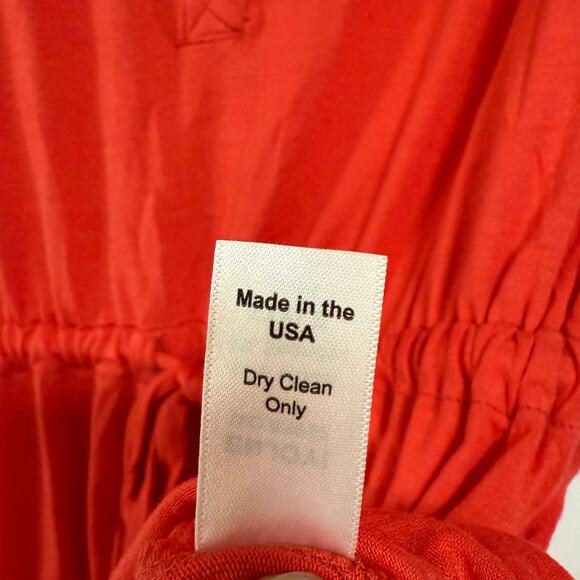 Made in the
USA
Dry Clean
Only